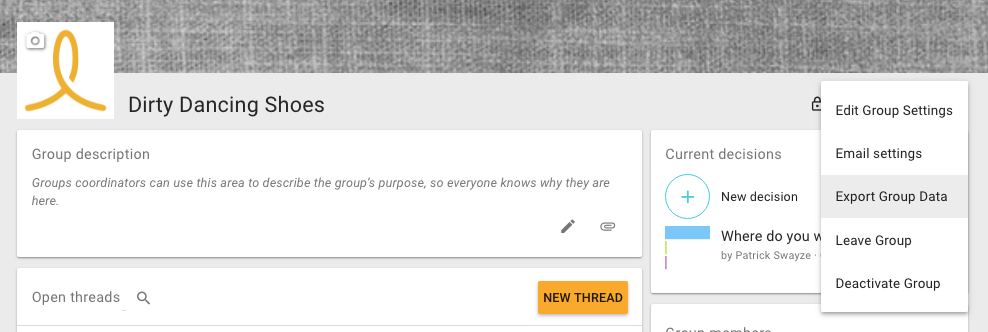 Dirty Dancing Shoes
Group description
Groups coordinators can use this area to describe the group's purpose, so everyone knows why they are
here.
Open threads
NEW THREAD
Current decisions
New decision
Where do you
by Patrick Swayze ·
Group members
Edit Group Settings
Email settings
Export Group Data
Leave Group
Deactivate Group